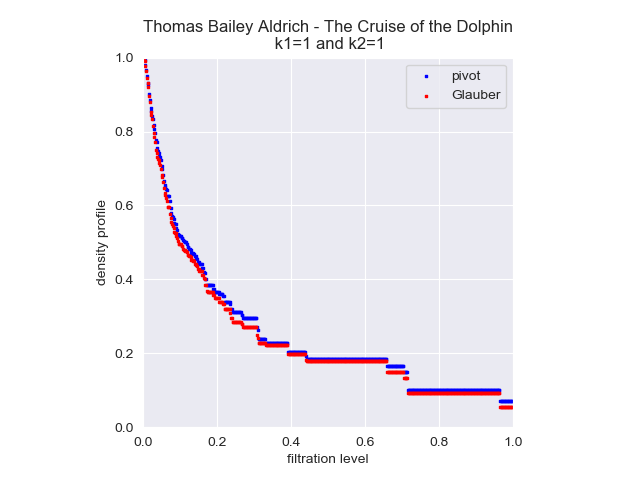 Thomas Bailey Aldrich - The Cruise of the Dolphin
k1=1 and k2=1
pivot
Glauber
density profile
1.0
0.8
0.6
0.4
0.2
0.0
0.0 0.2 0.4 0.6 0.8 1.0
filtration level